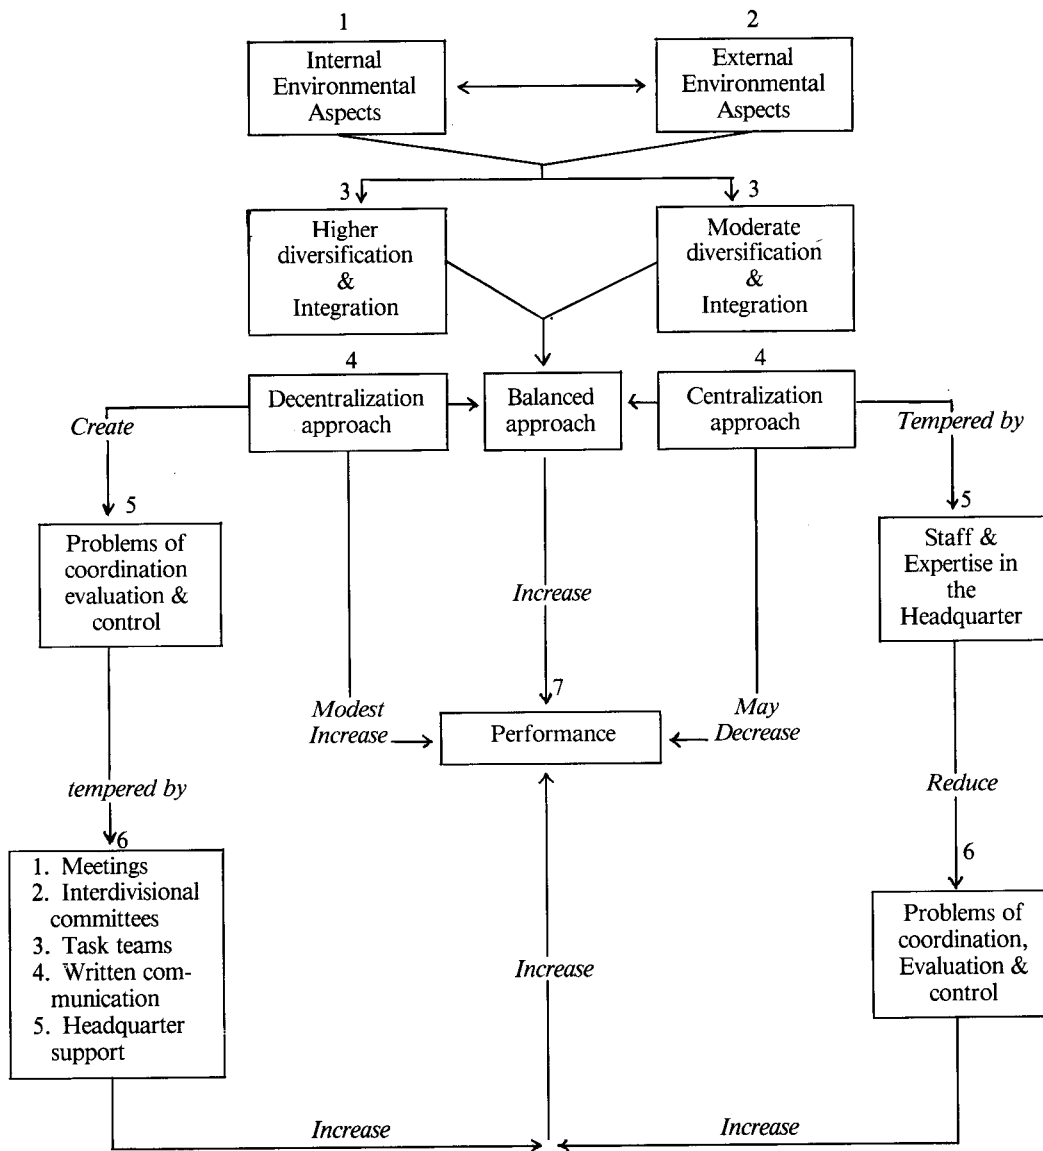 1
2
Internal
Environmental
Aspects
External
Environmental
Aspects
3
3
Higher
diversification
&
Integration
Moderate
diversification
&
Integration
4
4
Decentralization
approach
Balanced
approach
Centralization
approach
Create
Tempered by
5
5
Problems of
coordination
evaluation &
control
Staff &
Expertise in
the
Headquarter
Increase
7
Modest
Increase
Performance
May
Decrease
tempered by
Reduce
6
6
1. Meetings
2. Interdivisional
committees
3. Task teams
4. Written com-
munication
5. Headquarter
support
Problems of
coordination,
Evaluation &
control
Increase
Increase
Increase